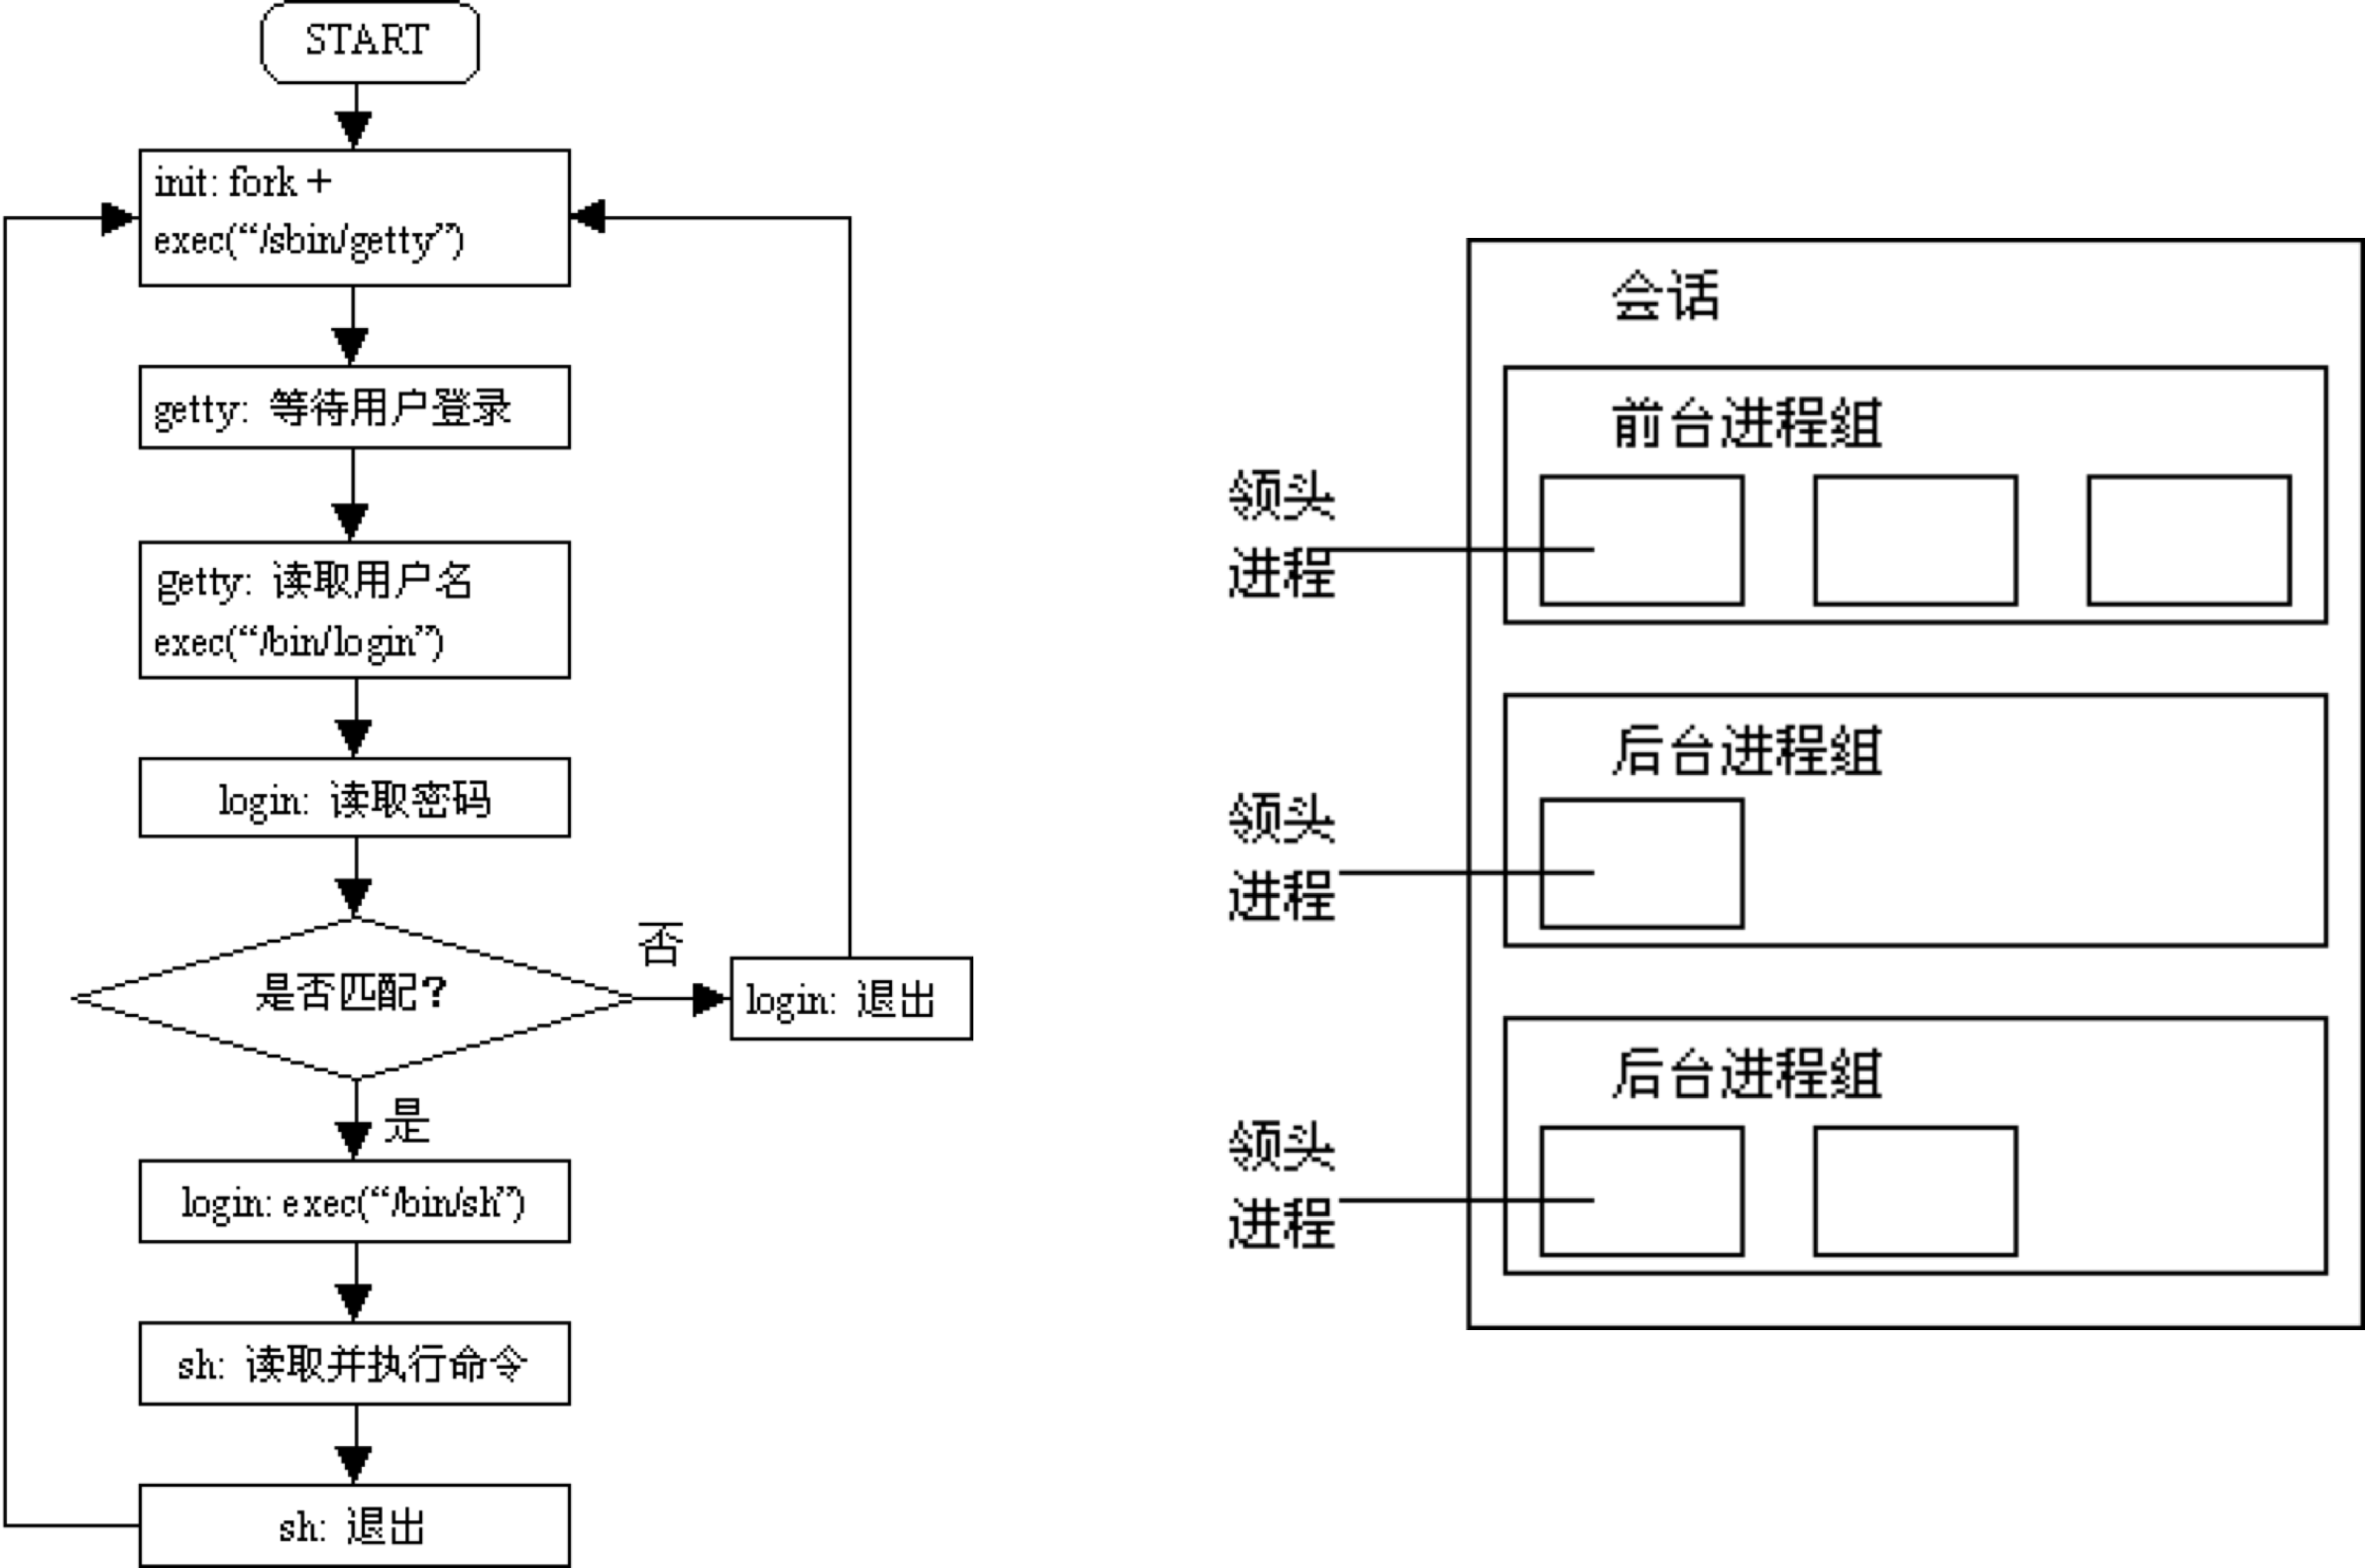 START
init: fork +
exec(“/sbin/getty”)
getty: 等待用户登录
getty: 读取用户名
exec(“/bin/login”)
login: 读取密码
是否匹配?
否
login: 退出
是
login: exec(“/bin/sh”)
sh: 读取并执行命令
sh: 退出
会话
前台进程组
领头
进程
后台进程组
领头
进程
后台进程组
领头
进程